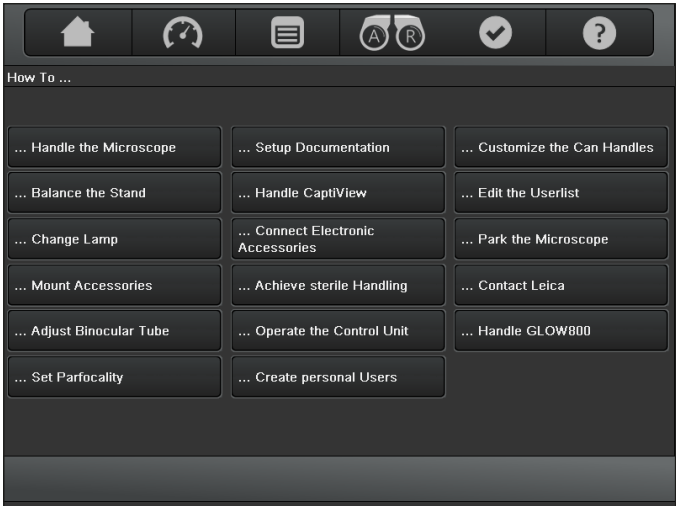 A R ?
How To ...
... Handle the Microscope
... Setup Documentation
... Customize the Can Handles
... Balance the Stand
... Handle CaptiView
... Edit the Userlist
... Change Lamp
... Connect Electronic
Accessories
... Park the Microscope
... Mount Accessories
... Achieve sterile Handling
... Contact Leica
... Adjust Binocular Tube
... Operate the Control Unit
... Handle GLOW800
... Set Parfocality
... Create personal Users